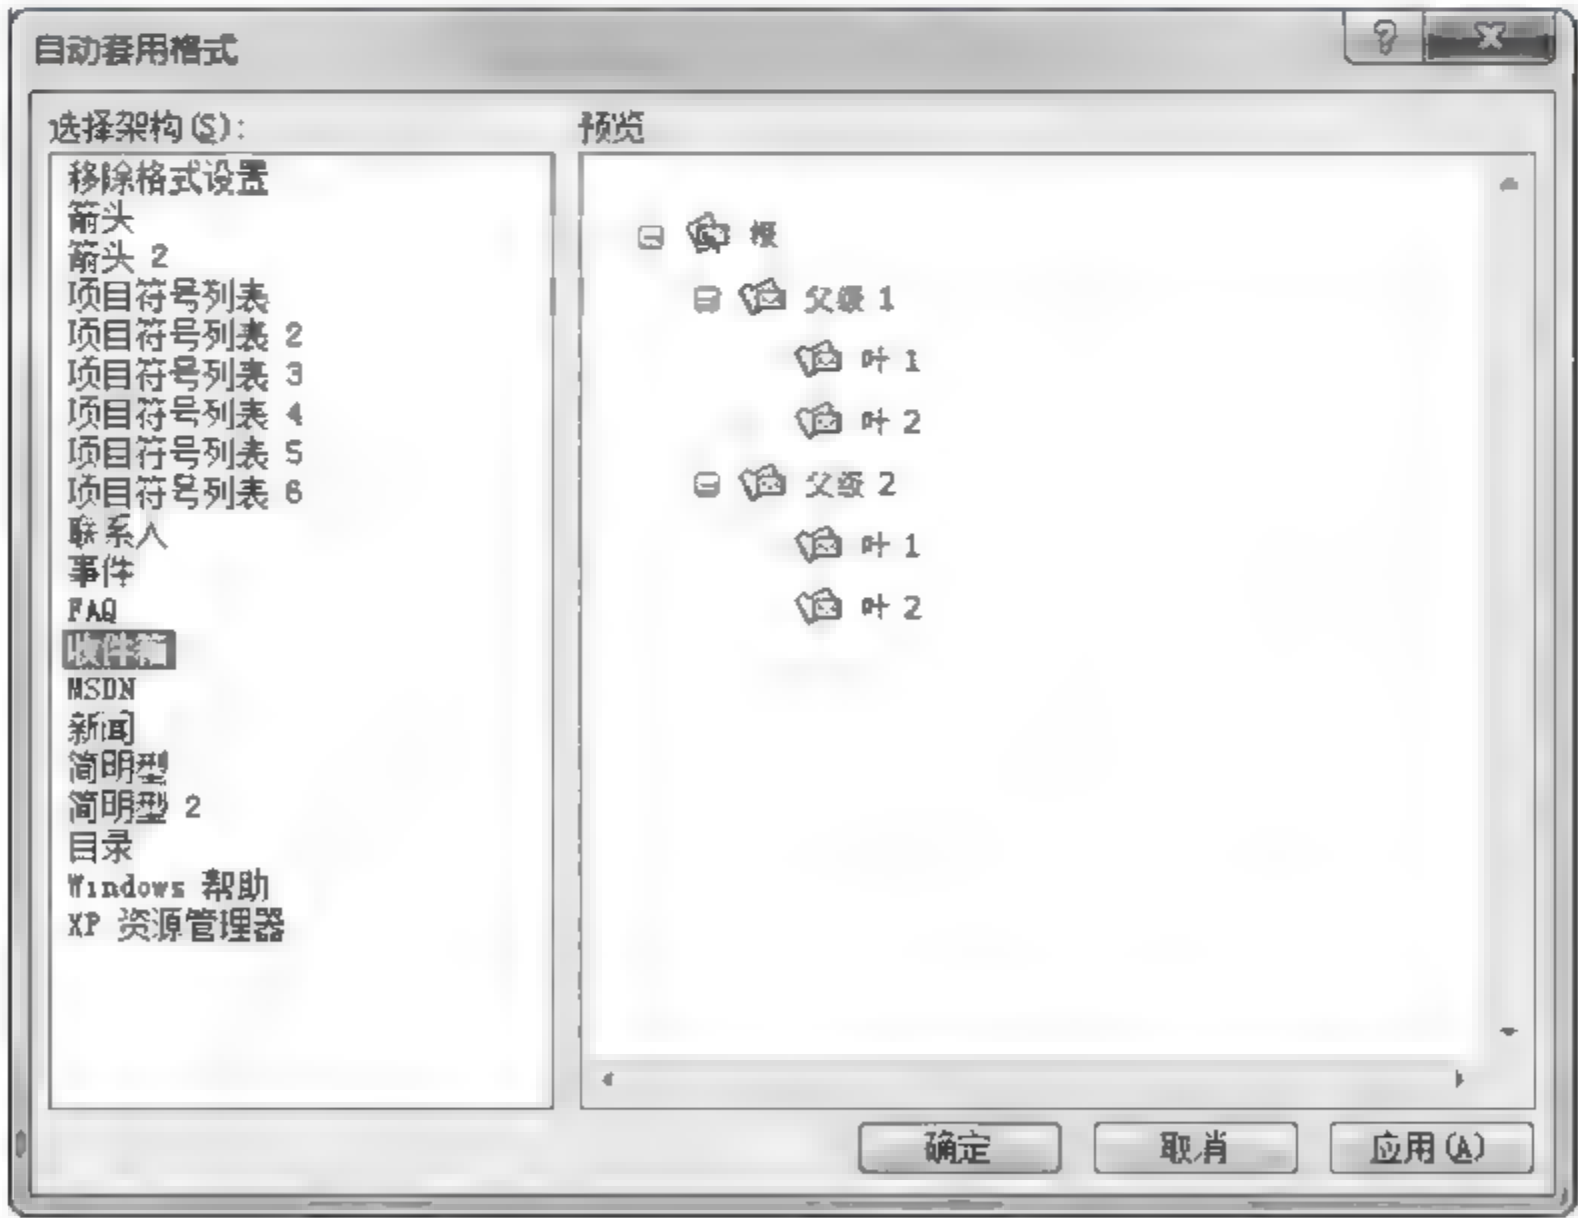 自动套用格式
选择架构(S):
移除格式设置
箭头
箭头 2
项目符号列表
项目符号列表 2
项目符号列表 3
项目符号列表 4
项目符号列表 5
项目符号列表 6
联系人
事件
FAQ
收件箱
MSDN
新闻
简明型
简明型 2
目录
Windows 帮助
XP 资源管理器
预览
根
父级 1
叶 1
叶 2
父级 2
叶 1
叶 2
确定
取消
应用(A)